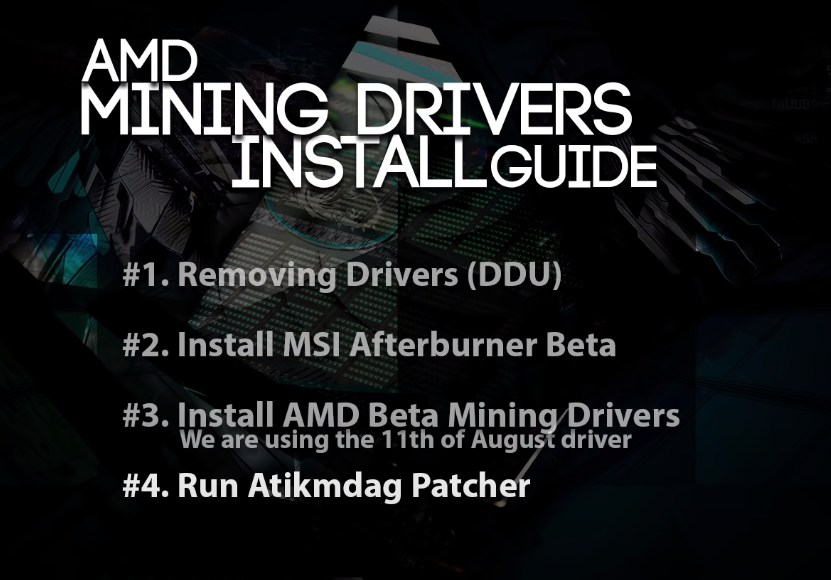 AMD
MINING DRIVERS
INSTALL GUIDE
#1. Removing Drivers (DDU)
#2. Install MSI Afterburner Beta
#3. Install AMD Beta Mining Drivers
We are using the 11th of August driver
#4. Run Atikmdag Patcher